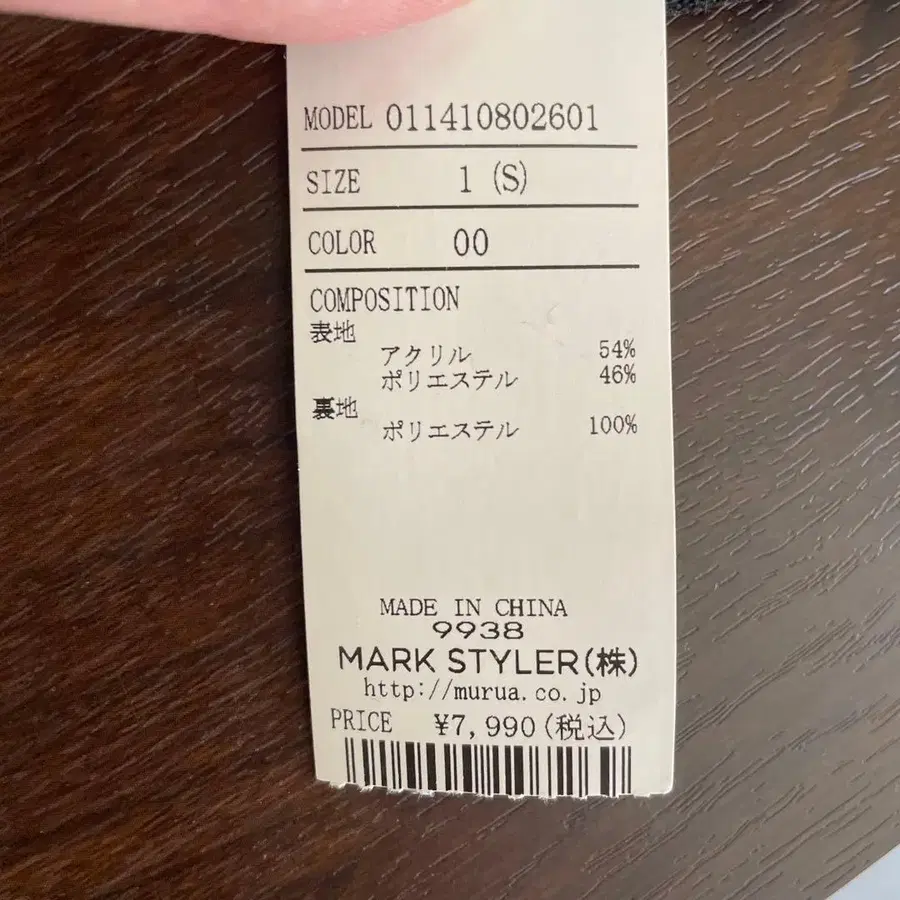 MODEL 011410802601
SIZE 1 (S)
COLOR 00
COMPOSITION
表地
アクリル 54%
ポリエステル 46%
裏地
ポリエステル 100%
MADE IN CHINA
9938
MARK STYLER(株)
http://murua.co.jp
PRICE ¥7,990(税込)